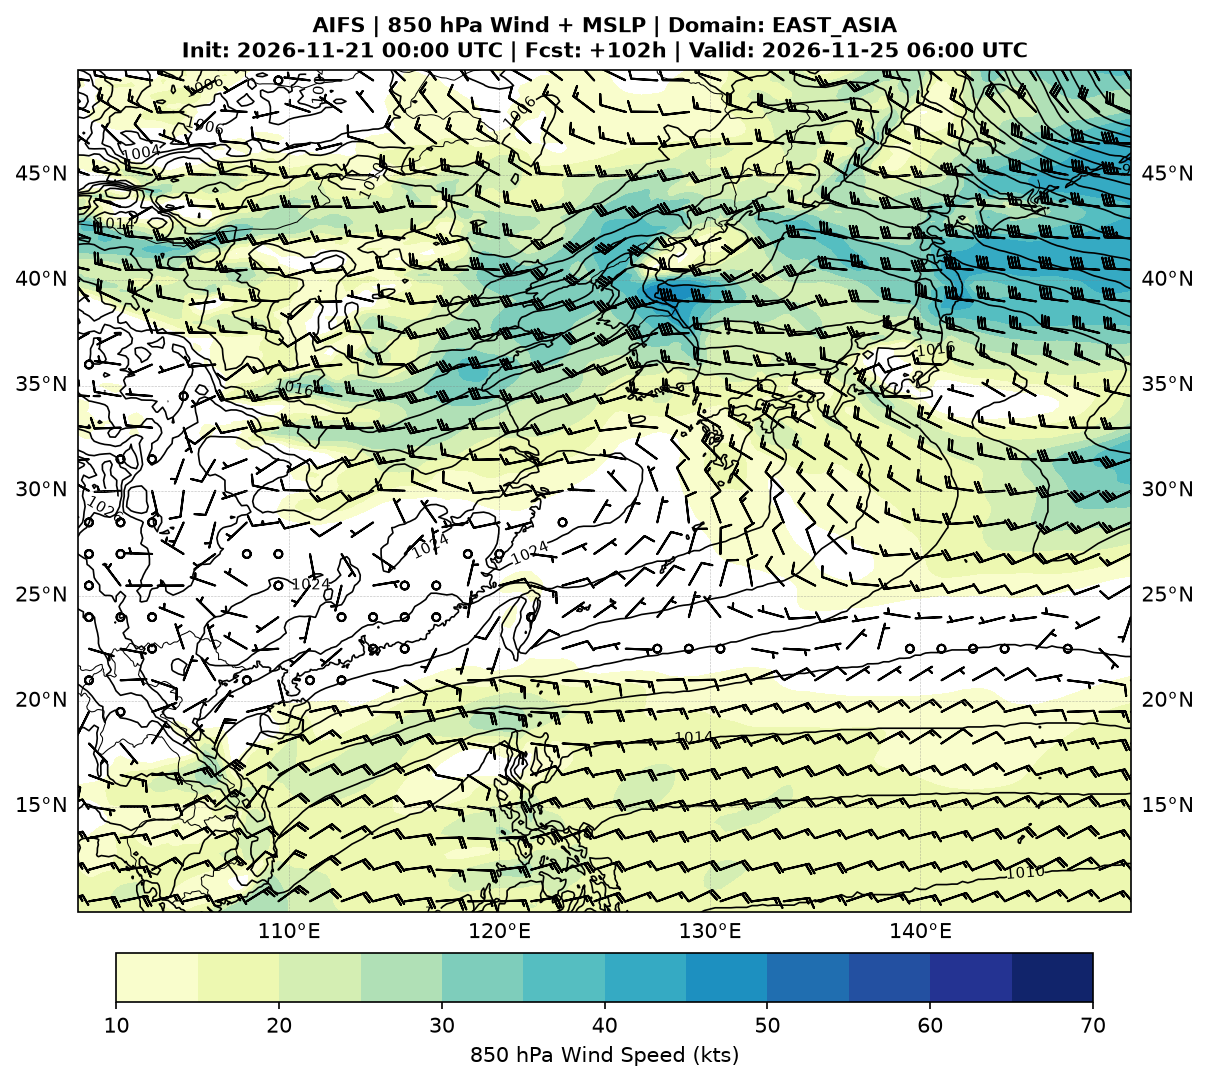 AIFS | 850 hPa Wind + MSLP | Domain: EAST_ASIA
Init: 2026-11-21 00:00 UTC | Fcst: +102h | Valid: 2026-11-25 06:00 UTC
1006
1016
1004
45°N
45°N
1014
40°N
40°N
1016
1016
35°N
35°N
30°N
30°N
1024
1024
1024
25°N
25°N
20°N
20°N
1014
15°N
15°N
1010
110°E
120°E
130°E
140°E
10
20
30
40
50
60
70
850 hPa Wind Speed (kts)